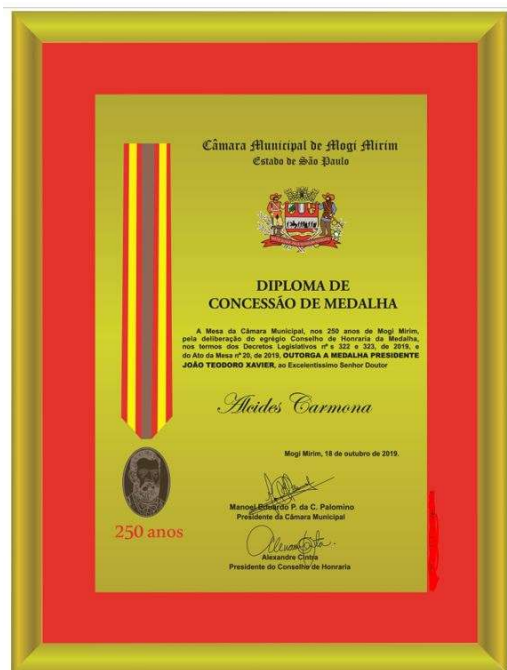 Câmara Municipal de Mogi Mirim
Estado de São Paulo
DIPLOMA DE
CONCESSÃO DE MEDALHA
A Mesa da Câmara Municipal, nos 250 anos de Mogi Mirim,
pela deliberação do egrégio Conselho de Honraria da Medalha,
nos termos dos Decretos Legislativos nº s 322 e 323, de 2019, e
do Ato da Mesa nº 20, de 2019, OUTORGA A MEDALHA PRESIDENTE
JOÃO TEODORO XAVIER, ao Excelentíssimo Senhor Doutor
Alcides Carmona
Mogi Mirim, 18 de outubro de 2019.
Manoel Eduardo P. da C. Palomino
Presidente da Câmara Municipal
250 anos
Alexandre Cintra
Presidente do Conselho de Honraria